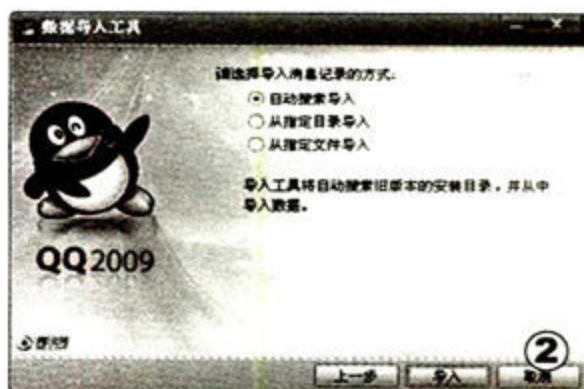 数据导入工具
请选择导入消息记录的方式:
自动搜索导入
从指定目录导入
从指定文件导入
导入工具将自动搜索旧版本的安装目录，并从中
导入数据。
QQ2009
上一步 导入 取消
②